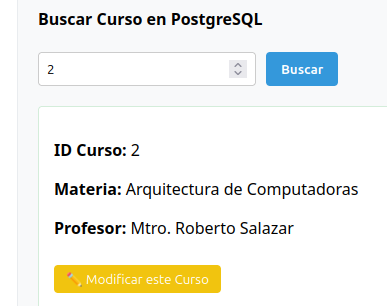 Buscar Curso en PostgreSQL
2 Buscar
ID Curso: 2
Materia: Arquitectura de Computadoras
Profesor: Mtro. Roberto Salazar
✏️ Modificar este Curso